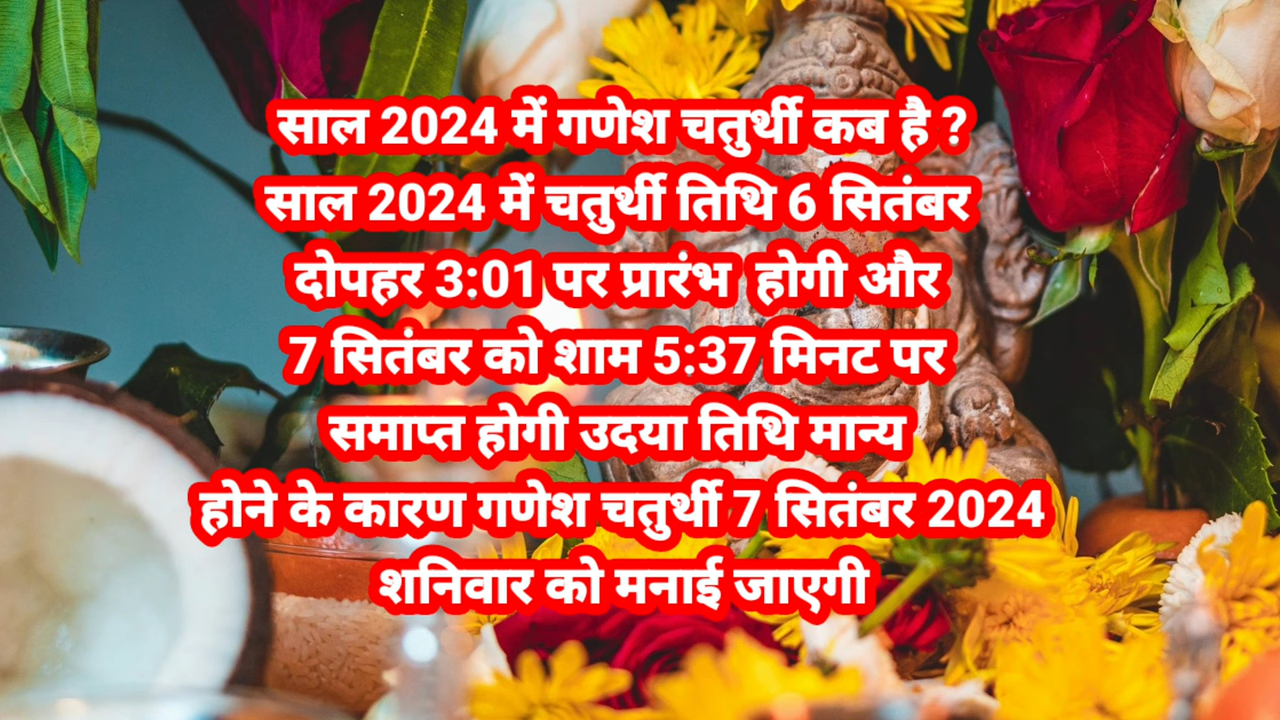 साल 2024 में गणेश चतुर्थी कब है ?
साल 2024 में चतुर्थी तिथि 6 सितंबर
दोपहर 3:01 पर प्रारंभ होगी और
7 सितंबर को शाम 5:37 मिनट पर
समाप्त होगी उदया तिथि मान्य
होने के कारण गणेश चतुर्थी 7 सितंबर 2024
शनिवार को मनाई जाएगी